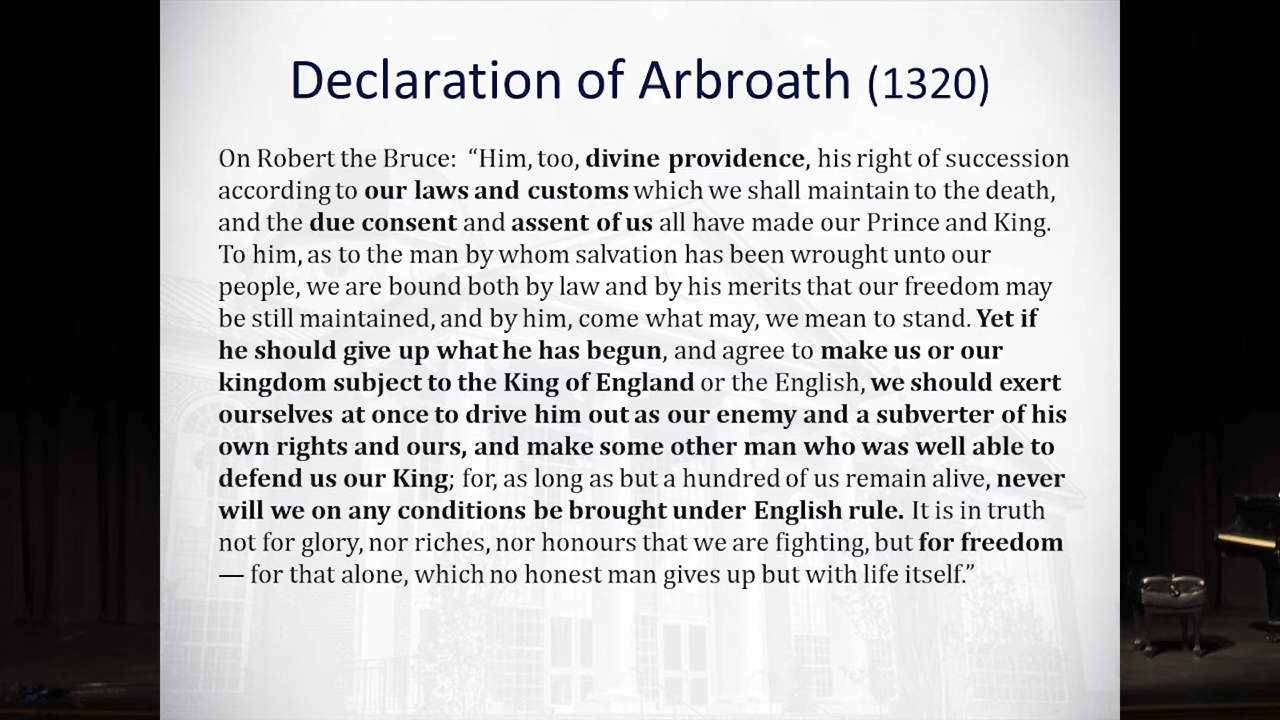 Declaration of Arbroath (1320)
On Robert the Bruce: “Him, too, divine providence, his right of succession
according to our laws and customs which we shall maintain to the death,
and the due consent and assent of us all have made our Prince and King.
To him, as to the man by whom salvation has been wrought unto our
people, we are bound both by law and by his merits that our freedom may
be still maintained, and by him, come what may, we mean to stand. Yet if
he should give up what he has begun, and agree to make us or our
kingdom subject to the King of England or the English, we should exert
ourselves at once to drive him out as our enemy and a subverter of his
own rights and ours, and make some other man who was well able to
defend us our King; for, as long as but a hundred of us remain alive, never
will we on any conditions be brought under English rule. It is in truth
not for glory, nor riches, nor honours that we are fighting, but for freedom
— for that alone, which no honest man gives up but with life itself.”